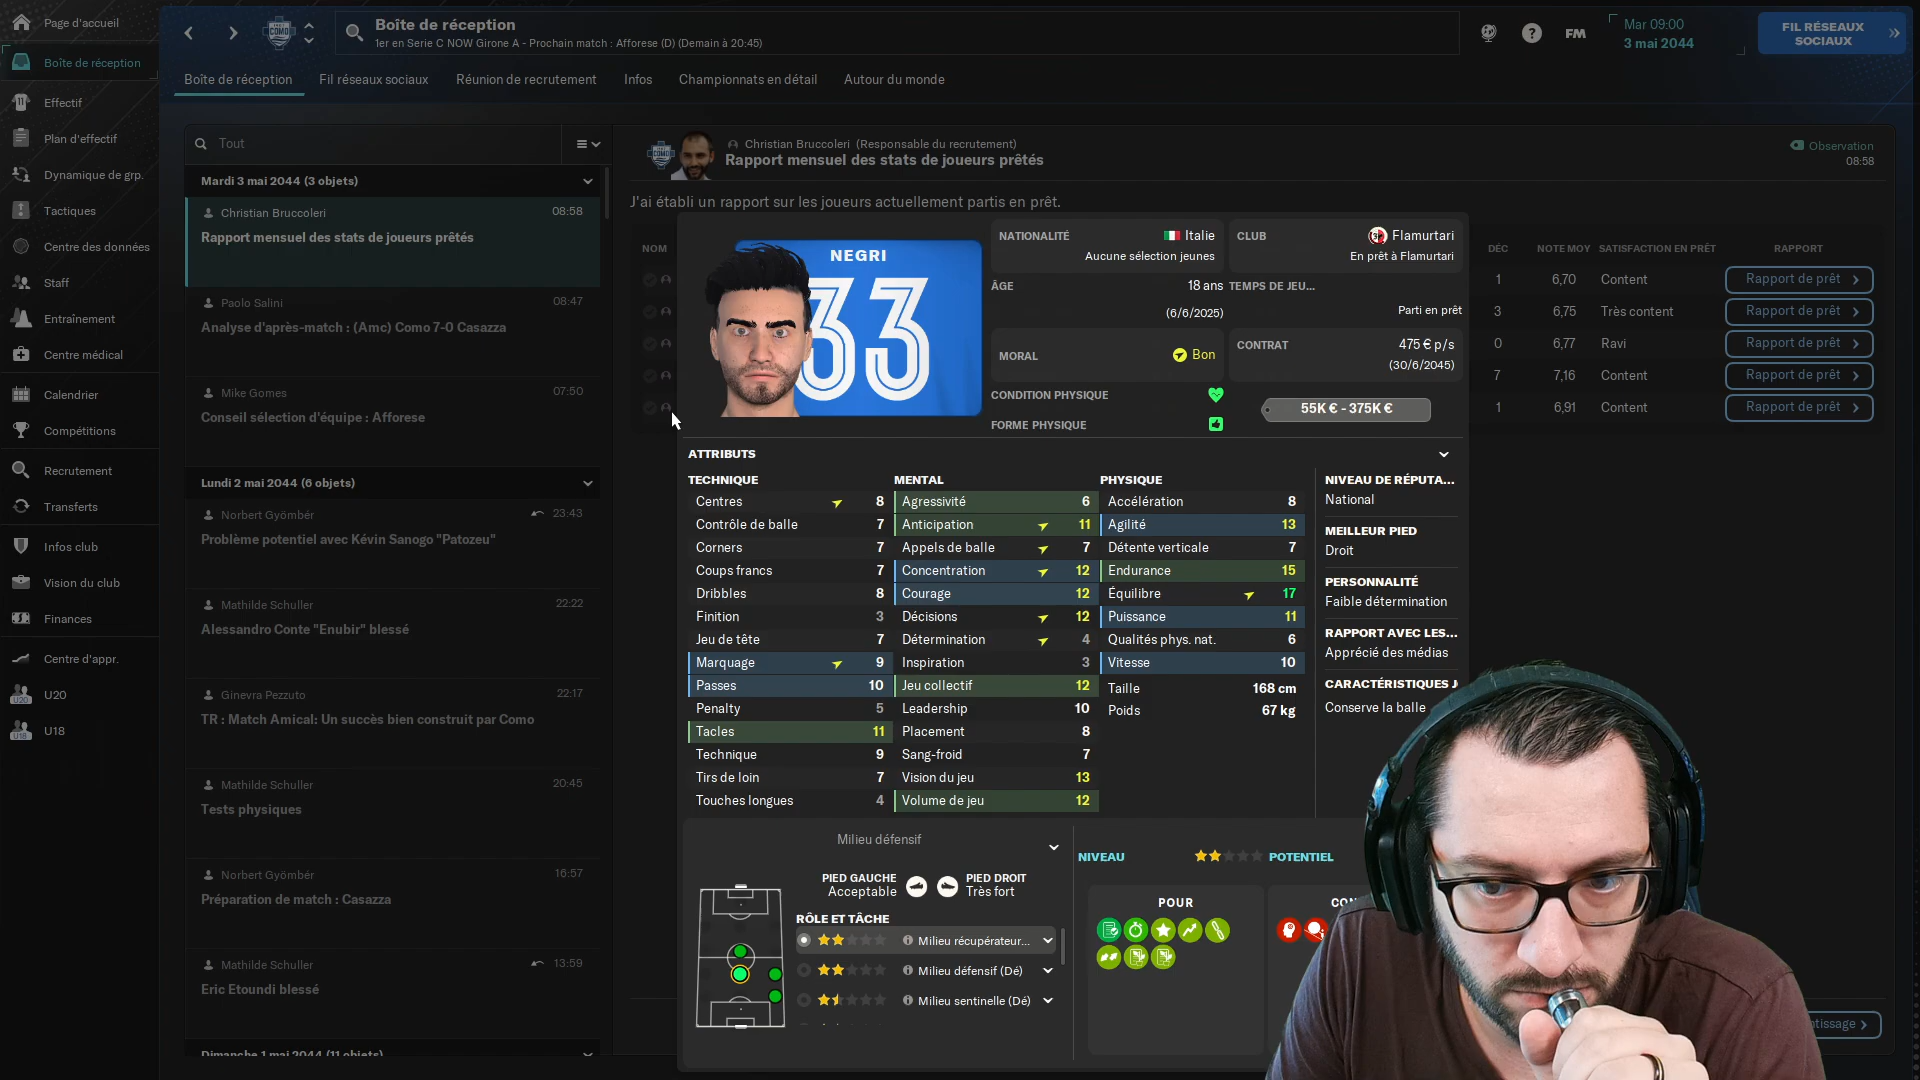 Page d'accueil
Boîte de réception
1er en Serie C NOW Girone A - Prochain match : Afforese (D) (Demain à 20:45)
FM
Mar 09:00
3 mai 2044
FIL RÉSEAUX
SOCIAUX
Boîte de réception
Boîte de réception
Fil réseaux sociaux
Réunion de recrutement
Infos
Championnats en détail
Autour du monde
Effectif
Plan d'effectif
Dynamique de grp.
Tactiques
Centre des données
Staff
Entraînement
Centre médical
Calendrier
Compétitions
Recrutement
Transferts
Infos club
Vision du club
Finances
Centre d'appr.
U20
U18
Tout
Mardi 3 mai 2044 (3 objets)
Christian Bruccoleri 08:58
Rapport mensuel des stats de joueurs prêtés
Paolo Salini 08:47
Analyse d'après-match : (Amc) Como 7-0 Casazza
Mike Gomes 07:50
Conseil sélection d'équipe : Afforese
Lundi 2 mai 2044 (6 objets)
Norbert Gyömbér 23:43
Problème potentiel avec Kévin Sanogo "Patozeu"
Mathilde Schuller 22:22
Alessandro Conte "Enubir" blessé
Ginevra Pezzuto 22:17
TR : Match Amical: Un succès bien construit par Como
Mathilde Schuller 20:45
Tests physiques
Norbert Gyömbér 16:57
Préparation de match : Casazza
Mathilde Schuller 13:59
Eric Etoundi blessé
Dimanche 1 mai 2044 (11 objets)
Christian Bruccoleri (Responsable du recrutement)
Rapport mensuel des stats de joueurs prêtés
Observation
08:58
J'ai établi un rapport sur les joueurs actuellement partis en prêt.
NOM
DÉC NOTE MOY SATISFACTION EN PRÊT RAPPORT
1 6,70 Content Rapport de prêt
3 6,75 Très content Rapport de prêt
0 6,77 Ravi Rapport de prêt
7 7,16 Content Rapport de prêt
1 6,91 Content Rapport de prêt
NEGRI
33
NATIONALITÉ Italie
Aucune sélection jeunes
CLUB Flamurtari
En prêt à Flamurtari
ÂGE 18 ans
(6/6/2025)
TEMPS DE JEU...
Parti en prêt
MORAL Bon
CONTRAT 475 € p/s
(30/6/2045)
CONDITION PHYSIQUE
FORME PHYSIQUE
55K € - 375K €
ATTRIBUTS
TECHNIQUE
Centres 8
Contrôle de balle 7
Corners 7
Coups francs 7
Dribbles 8
Finition 3
Jeu de tête 7
Marquage 9
Passes 10
Penalty 5
Tacles 11
Technique 9
Tirs de loin 7
Touches longues 4
MENTAL
Agressivité 6
Anticipation 11
Appels de balle 7
Concentration 12
Courage 12
Décisions 12
Détermination 4
Inspiration 3
Jeu collectif 12
Leadership 10
Placement 8
Sang-froid 7
Vision du jeu 13
Volume de jeu 12
PHYSIQUE
Accélération 8
Agilité 13
Détente verticale 7
Endurance 15
Équilibre 17
Puissance 11
Qualités phys. nat. 6
Vitesse 10
Taille 168 cm
Poids 67 kg
NIVEAU DE RÉPUTA...
National
MEILLEUR PIED
Droit
PERSONNALITÉ
Faible détermination
RAPPORT AVEC LES...
Apprécié des médias
CARACTÉRISTIQUES J
Conserve la balle
Milieu défensif
PIED GAUCHE
Acceptable
PIED DROIT
Très fort
RÔLE ET TÂCHE
Milieu récupérateur...
Milieu défensif (Dé)
Milieu sentinelle (Dé)
NIVEAU
POTENTIEL
POUR
CON
tissage